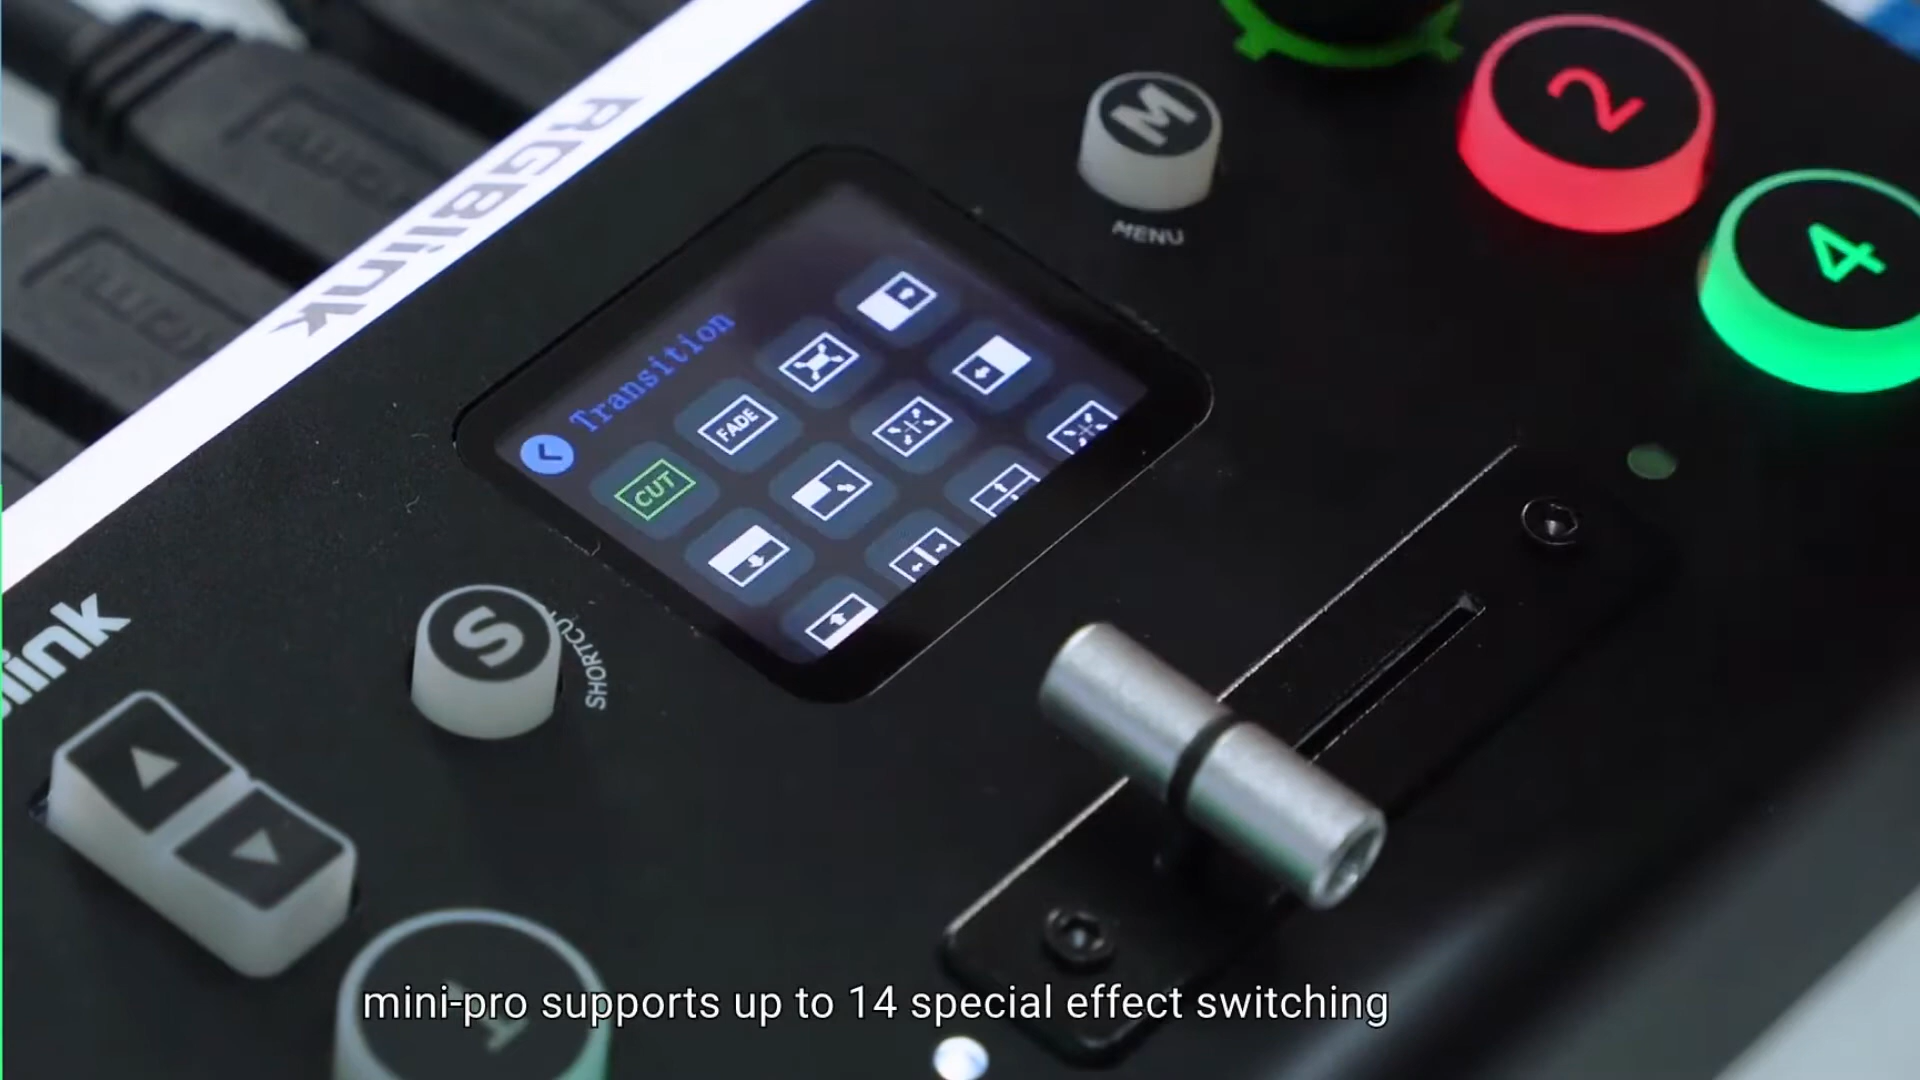 RGBlink
M
MENU
2
4
Transition
FADE
CUT
S
SHORTCUT
link
T
mini-pro supports up to 14 special effect switching